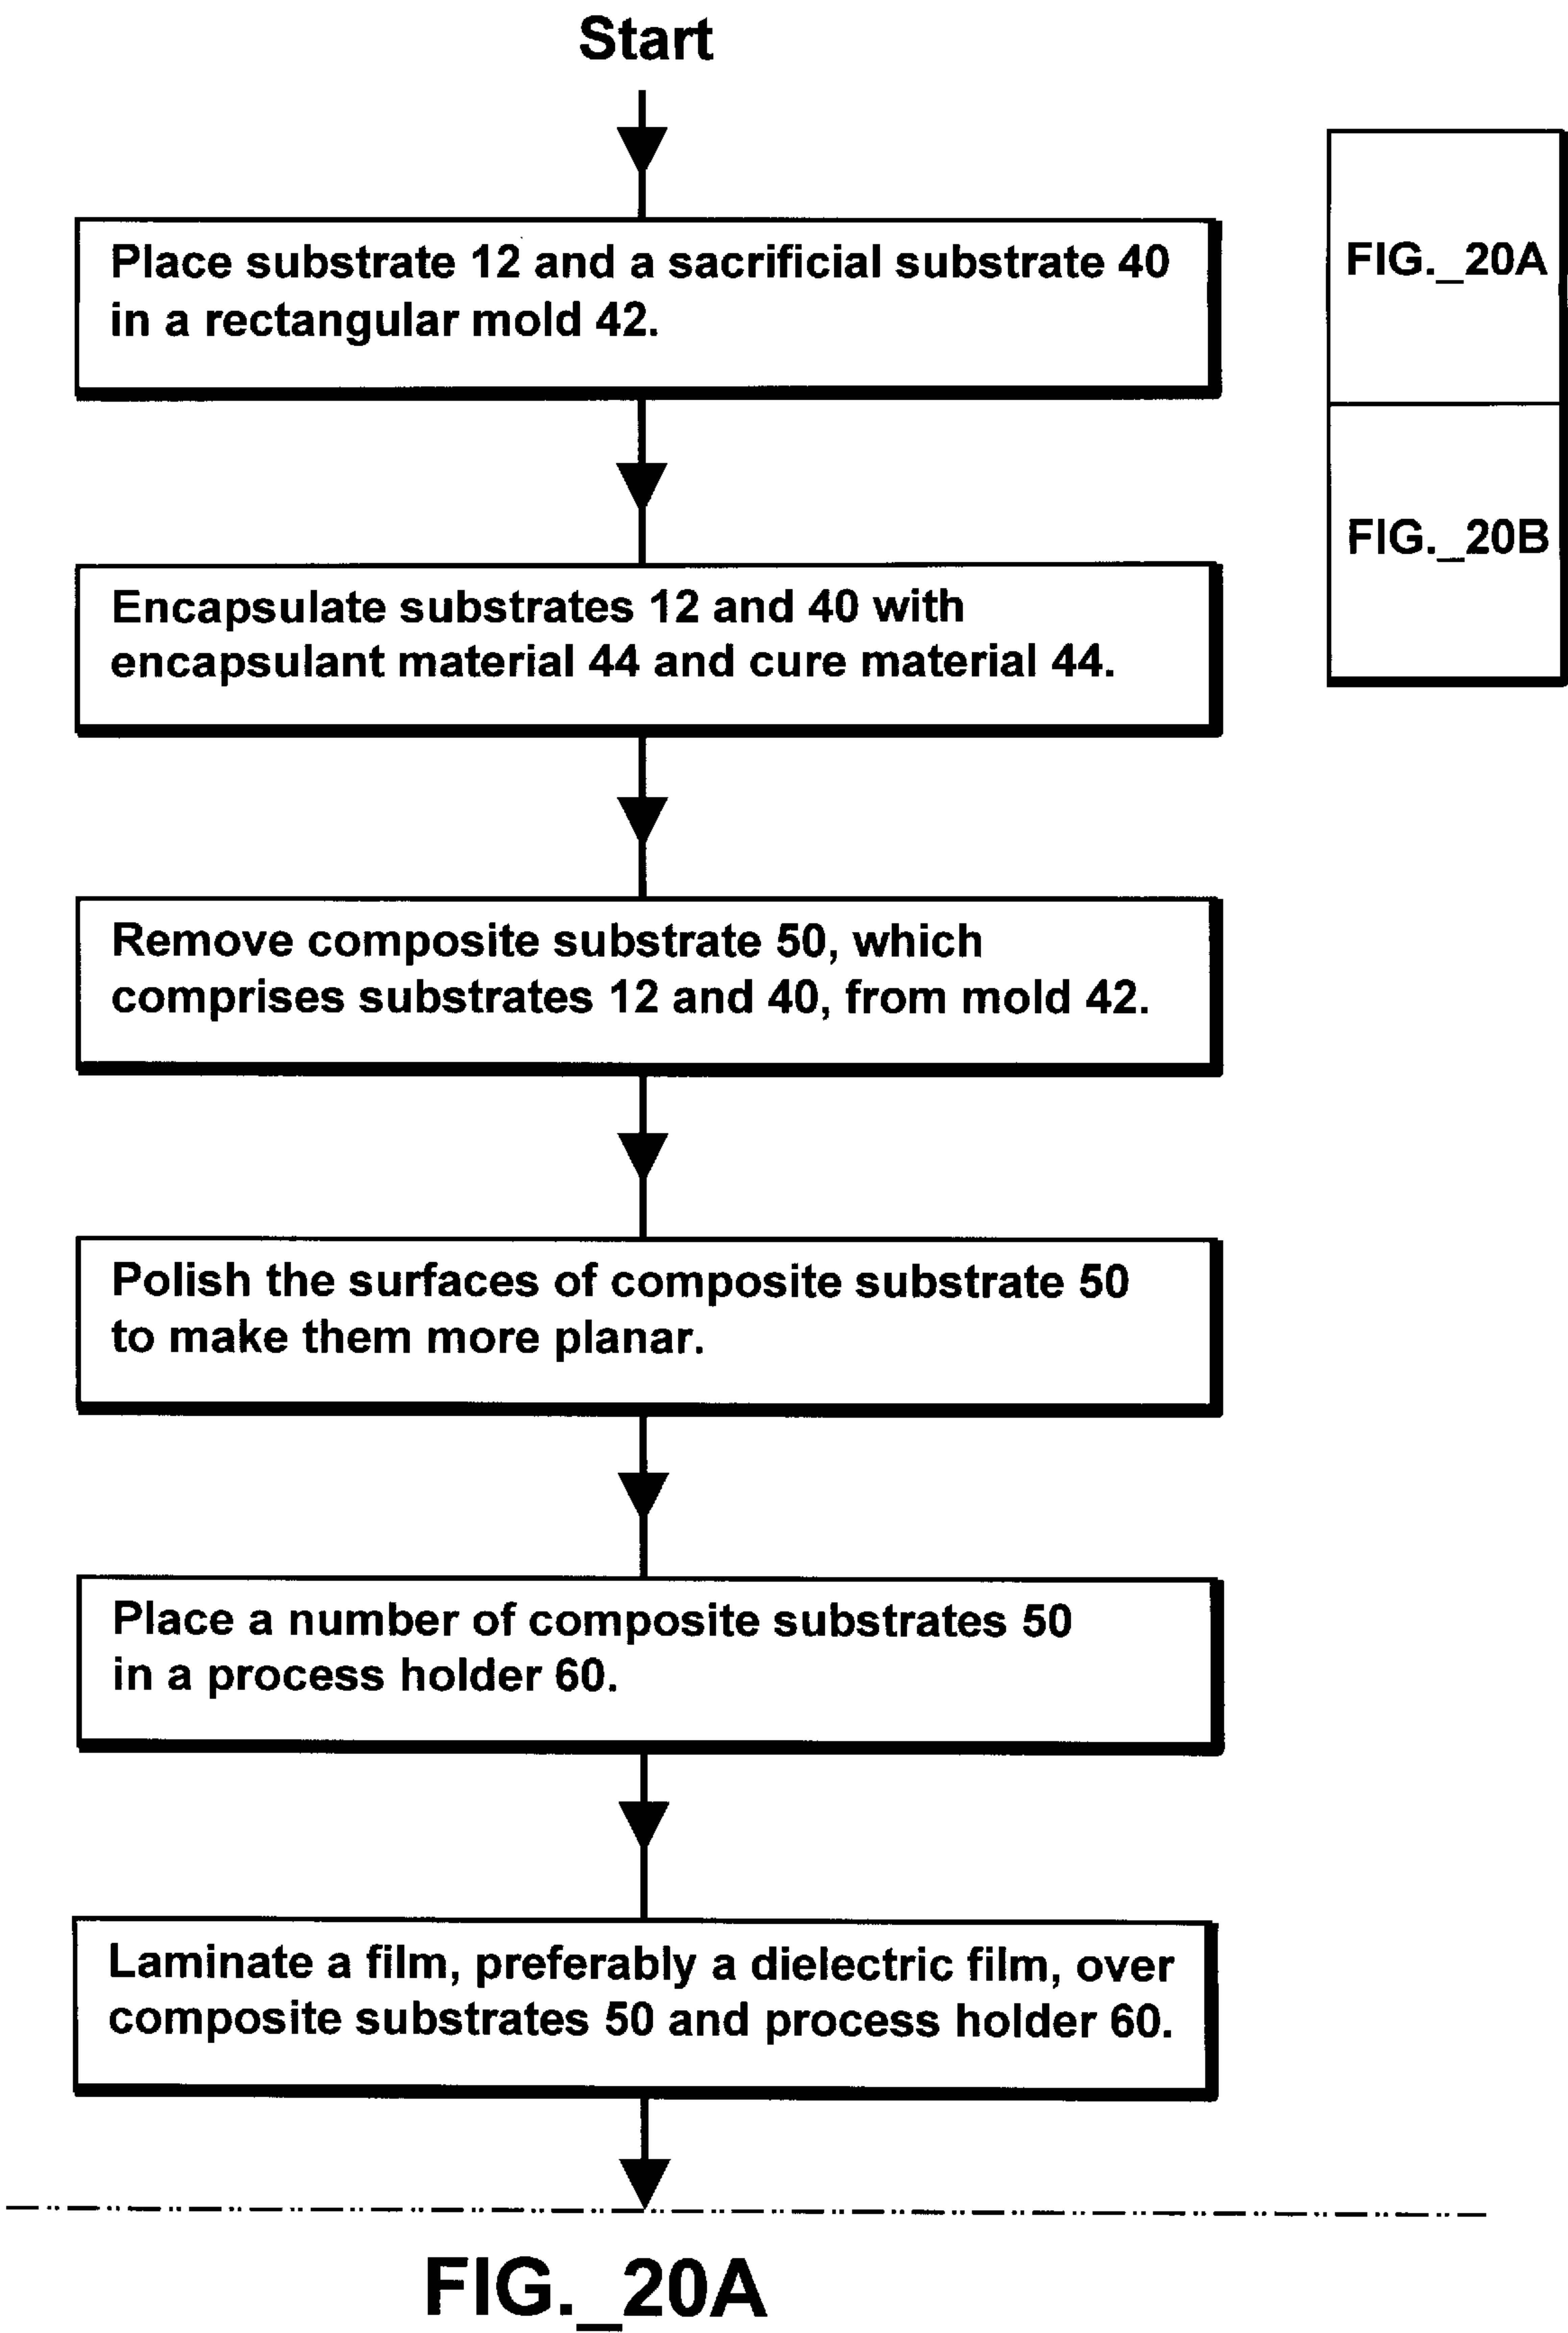 Start
Place substrate 12 and a sacrificial substrate 40
in a rectangular mold 42.
FIG._20A
FIG._20B
Encapsulate substrates 12 and 40 with
encapsulant material 44 and cure material 44.
Remove composite substrate 50, which
comprises substrates 12 and 40, from mold 42.
Polish the surfaces of composite substrate 50
to make them more planar.
Place a number of composite substrates 50
in a process holder 60.
Laminate a film, preferably a dielectric film, over
composite substrates 50 and process holder 60.
FIG._20A